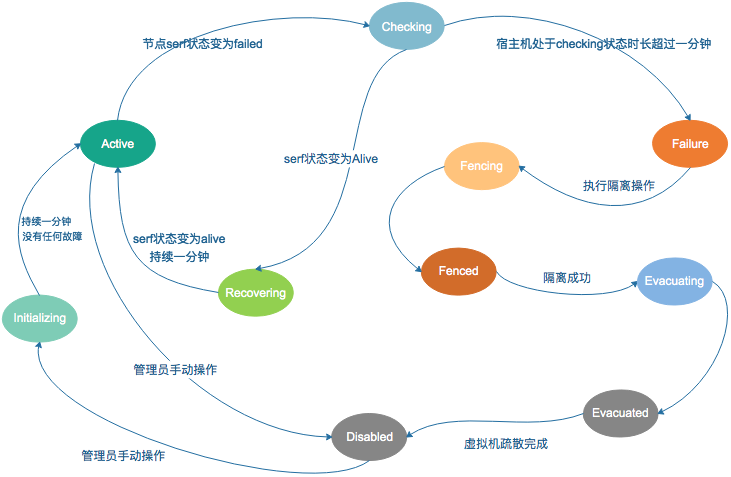 Checking
节点serf状态变为failed
宿主机处于checking状态时长超过一分钟
Active
Failure
serf状态变为Alive
Fencing
执行隔离操作
持续一分钟
没有任何故障
serf状态变为alive
持续一分钟
Fenced
隔离成功
Evacuating
Recovering
Initializing
管理员手动操作
Evacuated
Disabled
虚拟机疏散完成
管理员手动操作